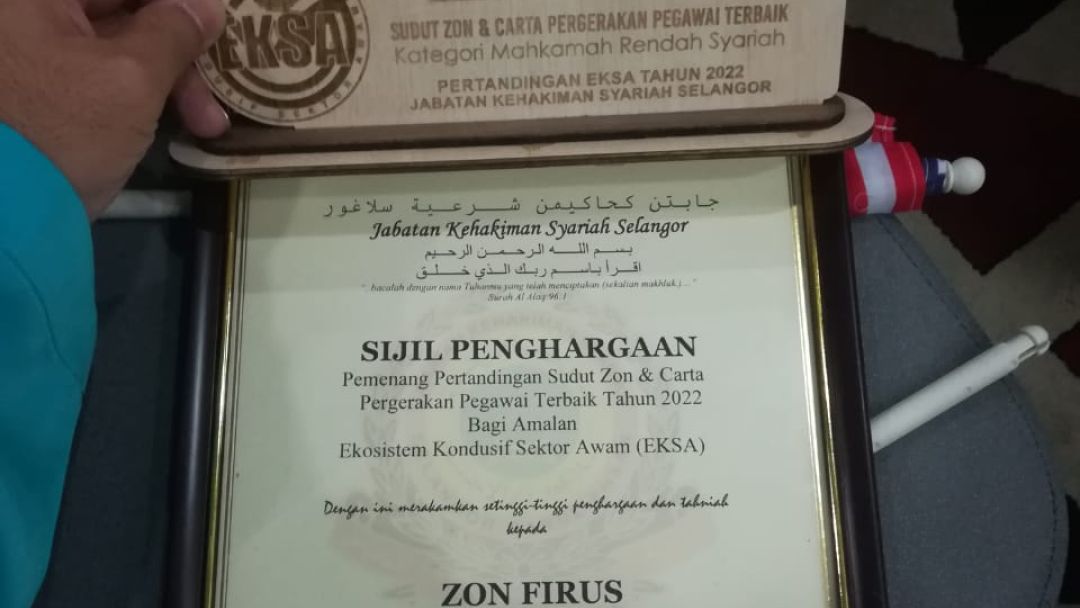 EKSA
SUDUT ZON & CARTA PERGERAKAN PEGAWAI TERBAIK
Kategori Mahkamah Rendah Syariah
PERTANDINGAN EKSA TAHUN 2022
JABATAN KEHAKIMAN SYARIAH SELANGOR
جابتن كحاكيمن شرعية سلاغور
Jabatan Kehakiman Syariah Selangor
بسم الله الرحمن الرحيم
اقرأ باسم ربك الذي خلق
"...bacalah dengan nama Tuhanmu yang telah menciptakan (sekalian makhluk)..."
Surah Al Alaq:96:1
SIJIL PENGHARGAAN
Pemenang Pertandingan Sudut Zon & Carta
Pergerakan Pegawai Terbaik Tahun 2022
Bagi Amalan
Ekosistem Kondusif Sektor Awam (EKSA)
Dengan ini merakamkan setinggi-tinggi penghargaan dan tahniah
kepada
ZON FIRUS